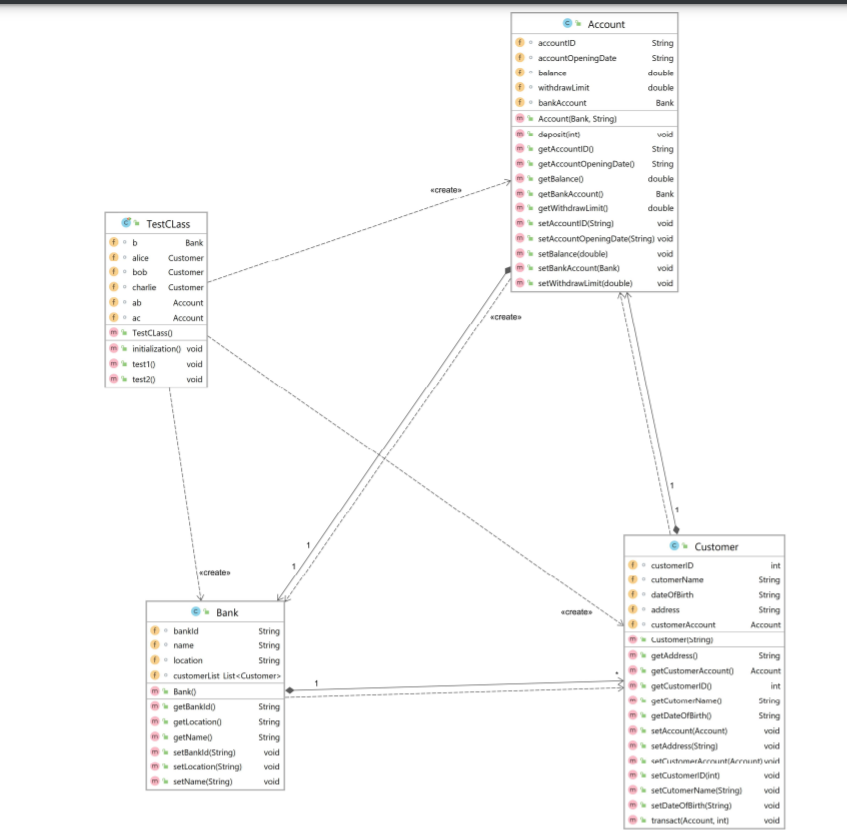 Account
accountID String
accountOpeningDate String
balance double
withdrawLimit double
bankAccount Bank
Account(Bank, String)
deposit(int) void
getAccountID() String
getAccountOpeningDate() String
getBalance() double
getBankAccount() Bank
getWithdrawLimit() double
setAccountID(String) void
setAccountOpeningDate(String) void
setBalance(double) void
setBankAccount(Bank) void
setWithdrawLimit(double) void
«create»
TestCLass
b Bank
alice Customer
bob Customer
charlie Customer
ab Account
ac Account
TestCLass()
initialization() void
test1() void
test2() void
«create»
1
1
1
1
«create»
«create»
Customer
customerID int
cutomerName String
dateOfBirth String
address String
customerAccount Account
Customer(String)
getAddress() String
getCustomerAccount() Account
getCustomerID() int
getCutomerName() String
getDateOfBirth() String
setAccount(Account) void
setAddress(String) void
setCustomerAccount(Account) void
setCustomerID(int) void
setCutomerName(String) void
setDateOfBirth(String) void
transact(Account, int) void
Bank
bankId String
name String
location String
customerList List<Customer>
Bank()
getBankId() String
getLocation() String
getName() String
setBankId(String) void
setLocation(String) void
setName(String) void
1
*